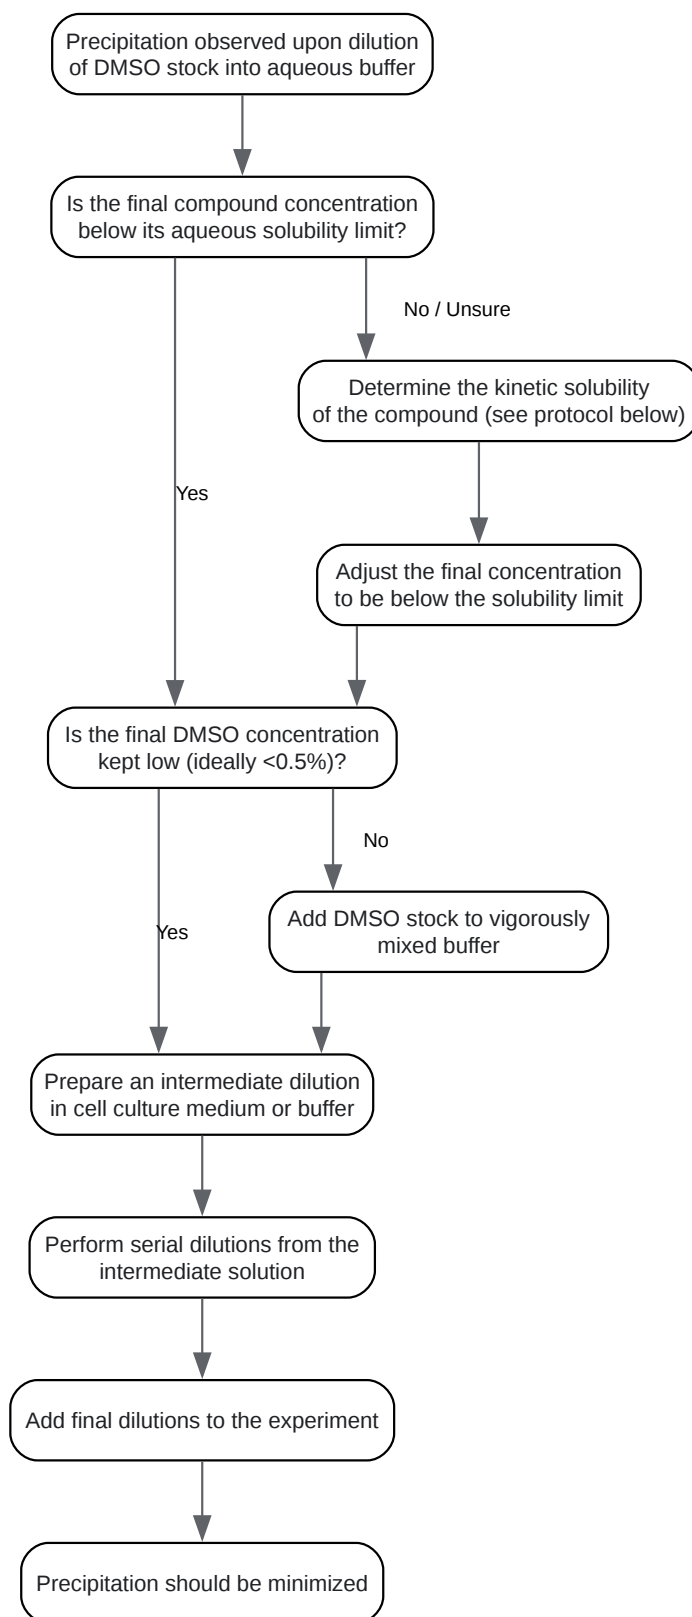 Precipitation observed upon dilution
of DMSO stock into aqueous buffer
Is the final compound concentration
below its aqueous solubility limit?
No / Unsure
Determine the kinetic solubility
of the compound (see protocol below)
Yes
Adjust the final concentration
to be below the solubility limit
Is the final DMSO concentration
kept low (ideally <0.5%)?
No
Add DMSO stock to vigorously
mixed buffer
Yes
Prepare an intermediate dilution
in cell culture medium or buffer
Perform serial dilutions from the
intermediate solution
Add final dilutions to the experiment
Precipitation should be minimized